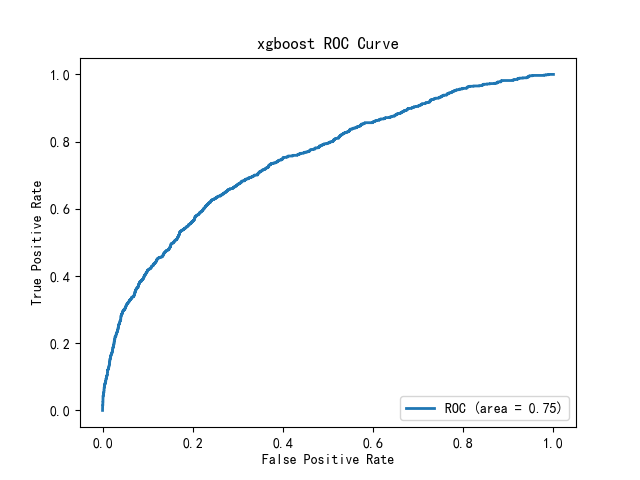 xgboost ROC Curve
1.0
0.8
0.6
0.4
0.2
0.0
True Positive Rate
ROC (area = 0.75)
0.0 0.2 0.4 0.6 0.8 1.0
False Positive Rate